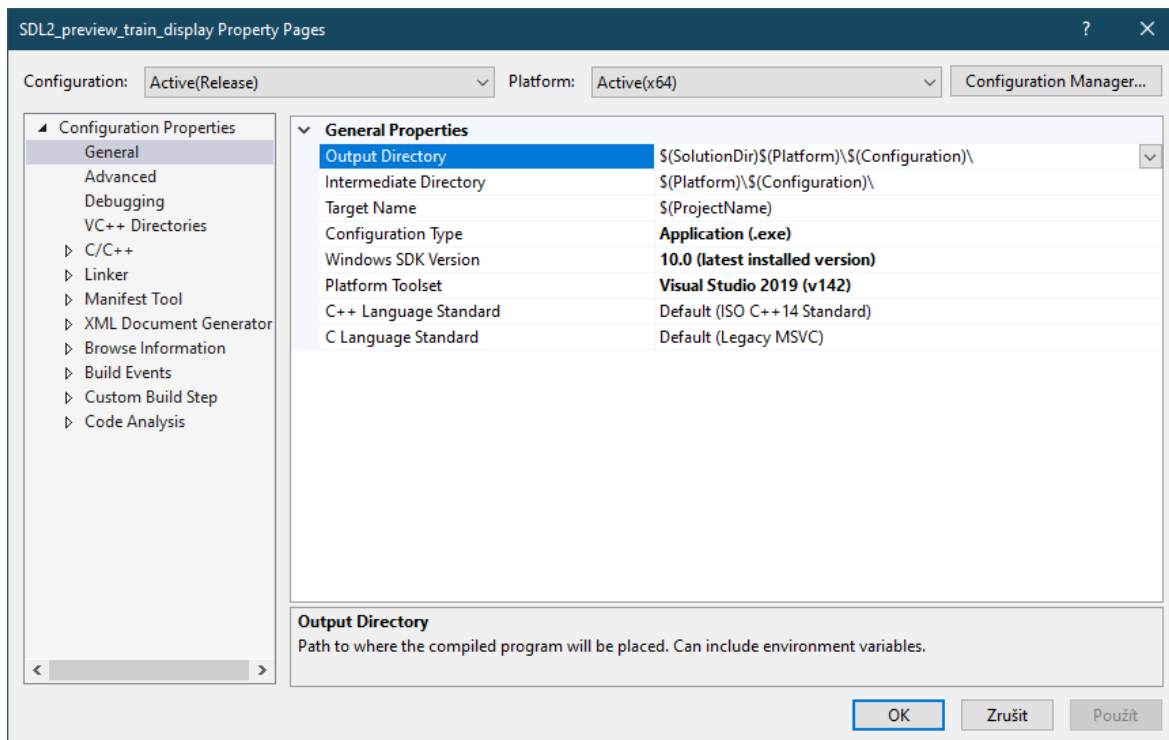 SDL2_preview_train_display Property Pages ? ×
Configuration: Active(Release) Platform: Active(x64) Configuration Manager...
Configuration Properties
General
Advanced
Debugging
VC++ Directories
C/C++
Linker
Manifest Tool
XML Document Generator
Browse Information
Build Events
Custom Build Step
Code Analysis
General Properties
Output Directory $(SolutionDir)$(Platform)\$(Configuration)\
Intermediate Directory $(Platform)\$(Configuration)\
Target Name $(ProjectName)
Configuration Type Application (.exe)
Windows SDK Version 10.0 (latest installed version)
Platform Toolset Visual Studio 2019 (v142)
C++ Language Standard Default (ISO C++14 Standard)
C Language Standard Default (Legacy MSVC)
Output Directory
Path to where the compiled program will be placed. Can include environment variables.
OK Zrušit Použít